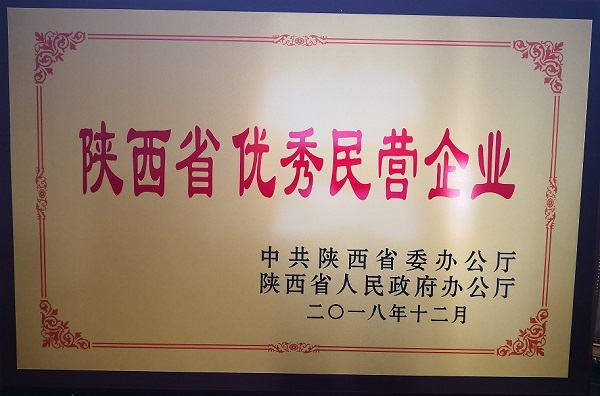 陕西省优秀民营企业
中共陕西省委办公厅
陕西省人民政府办公厅
二〇一八年十二月